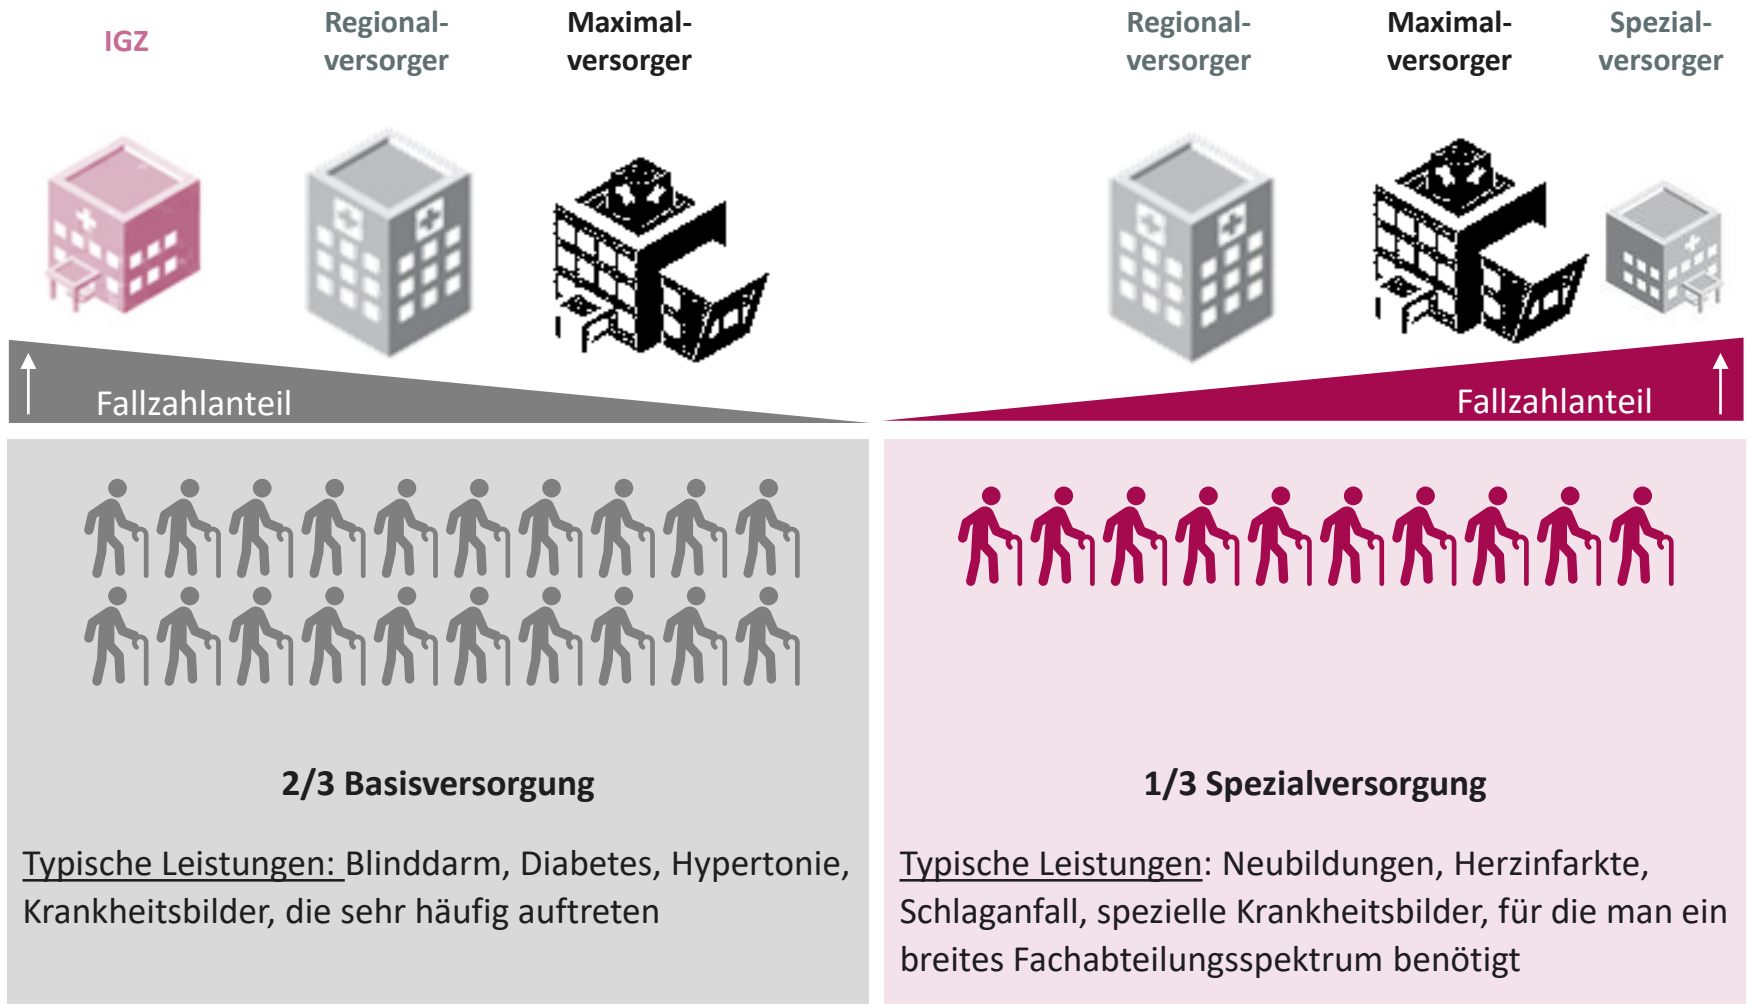 IGZ
Regional-
versorger
Maximal-
versorger
Regional-
versorger
Maximal-
versorger
Spezial-
versorger
Fallzahlanteil
Fallzahlanteil
2/3 Basisversorgung
Typische Leistungen: Blinddarm, Diabetes, Hypertonie,
Krankheitsbilder, die sehr häufig auftreten
1/3 Spezialversorgung
Typische Leistungen: Neubildungen, Herzinfarkte,
Schlaganfall, spezielle Krankheitsbilder, für die man ein
breites Fachabteilungsspektrum benötigt